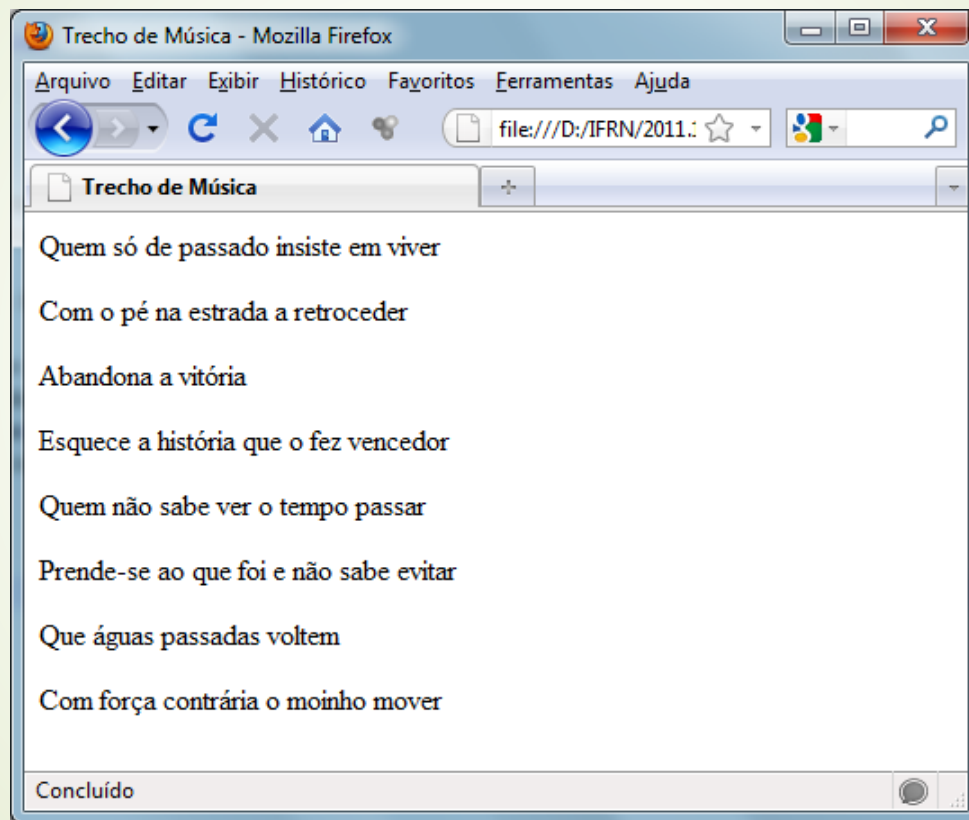 Trecho de Música - Mozilla Firefox
Arquivo Editar Exibir Histórico Favoritos Ferramentas Ajuda
file:///D:/IFRN/2011.
Trecho de Música
Quem só de passado insiste em viver
Com o pé na estrada a retroceder
Abandona a vitória
Esquece a história que o fez vencedor
Quem não sabe ver o tempo passar
Prende-se ao que foi e não sabe evitar
Que águas passadas voltem
Com força contrária o moinho mover
Concluído